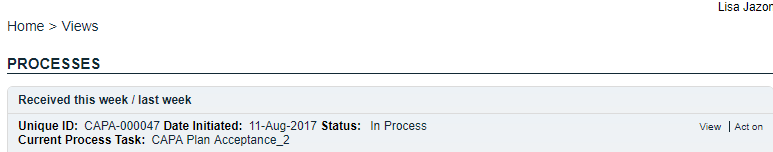 Lisa Jazor
Home > Views
PROCESSES
Received this week / last week
Unique ID: CAPA-000047 Date Initiated: 11-Aug-2017 Status: In Process
View | Act on
Current Process Task: CAPA Plan Acceptance_2